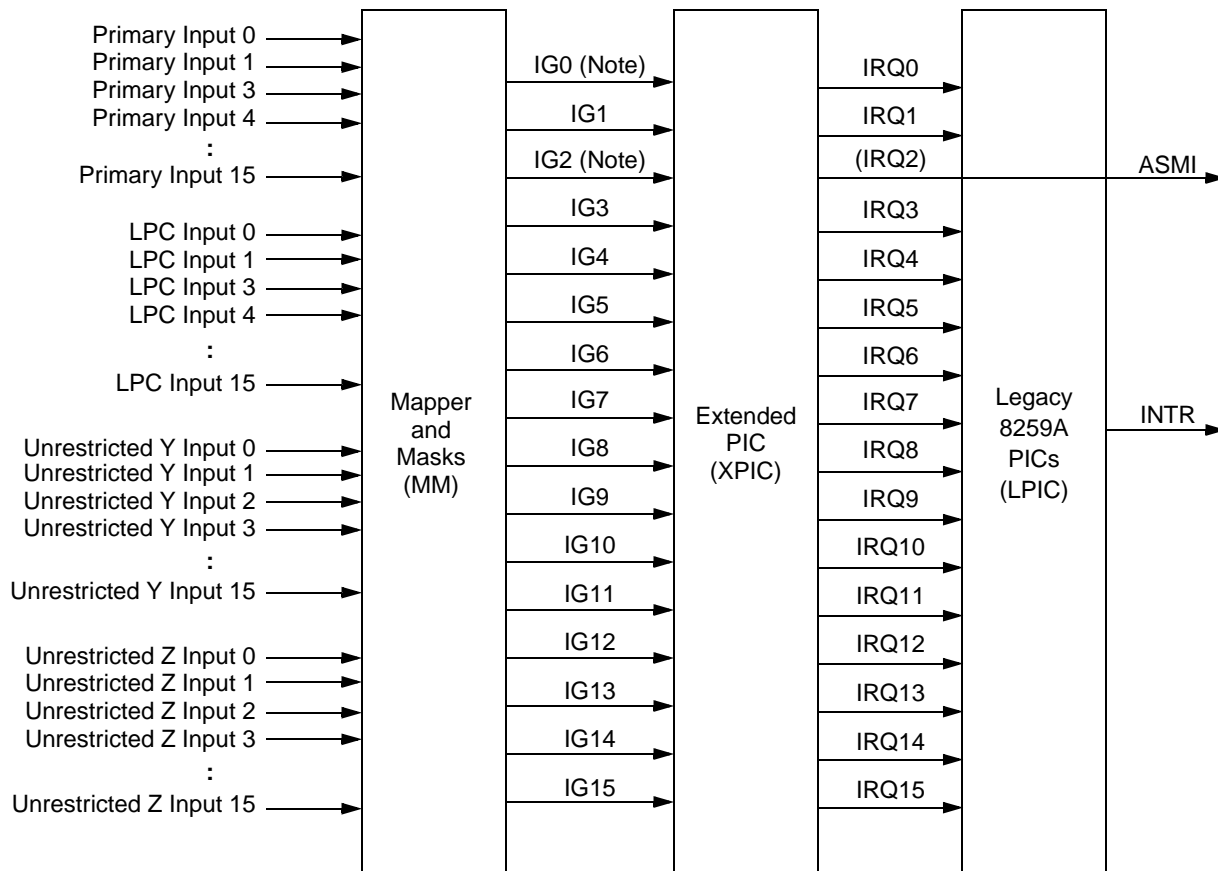 Primary Input 0
Primary Input 1
Primary Input 3
Primary Input 4
:
Primary Input 15
LPC Input 0
LPC Input 1
LPC Input 3
LPC Input 4
:
LPC Input 15
Unrestricted Y Input 0
Unrestricted Y Input 1
Unrestricted Y Input 2
Unrestricted Y Input 3
:
Unrestricted Y Input 15
Unrestricted Z Input 0
Unrestricted Z Input 1
Unrestricted Z Input 2
Unrestricted Z Input 3
:
Unrestricted Z Input 15
Mapper
and
Masks
(MM)
IG0 (Note)
IG1
IG2 (Note)
IG3
IG4
IG5
IG6
IG7
IG8
IG9
IG10
IG11
IG12
IG13
IG14
IG15
Extended
PIC
(XPIC)
IRQ0
IRQ1
(IRQ2)
IRQ3
IRQ4
IRQ5
IRQ6
IRQ7
IRQ8
IRQ9
IRQ10
IRQ11
IRQ12
IRQ13
IRQ14
IRQ15
Legacy
8259A
PICs
(LPIC)
ASMI
INTR